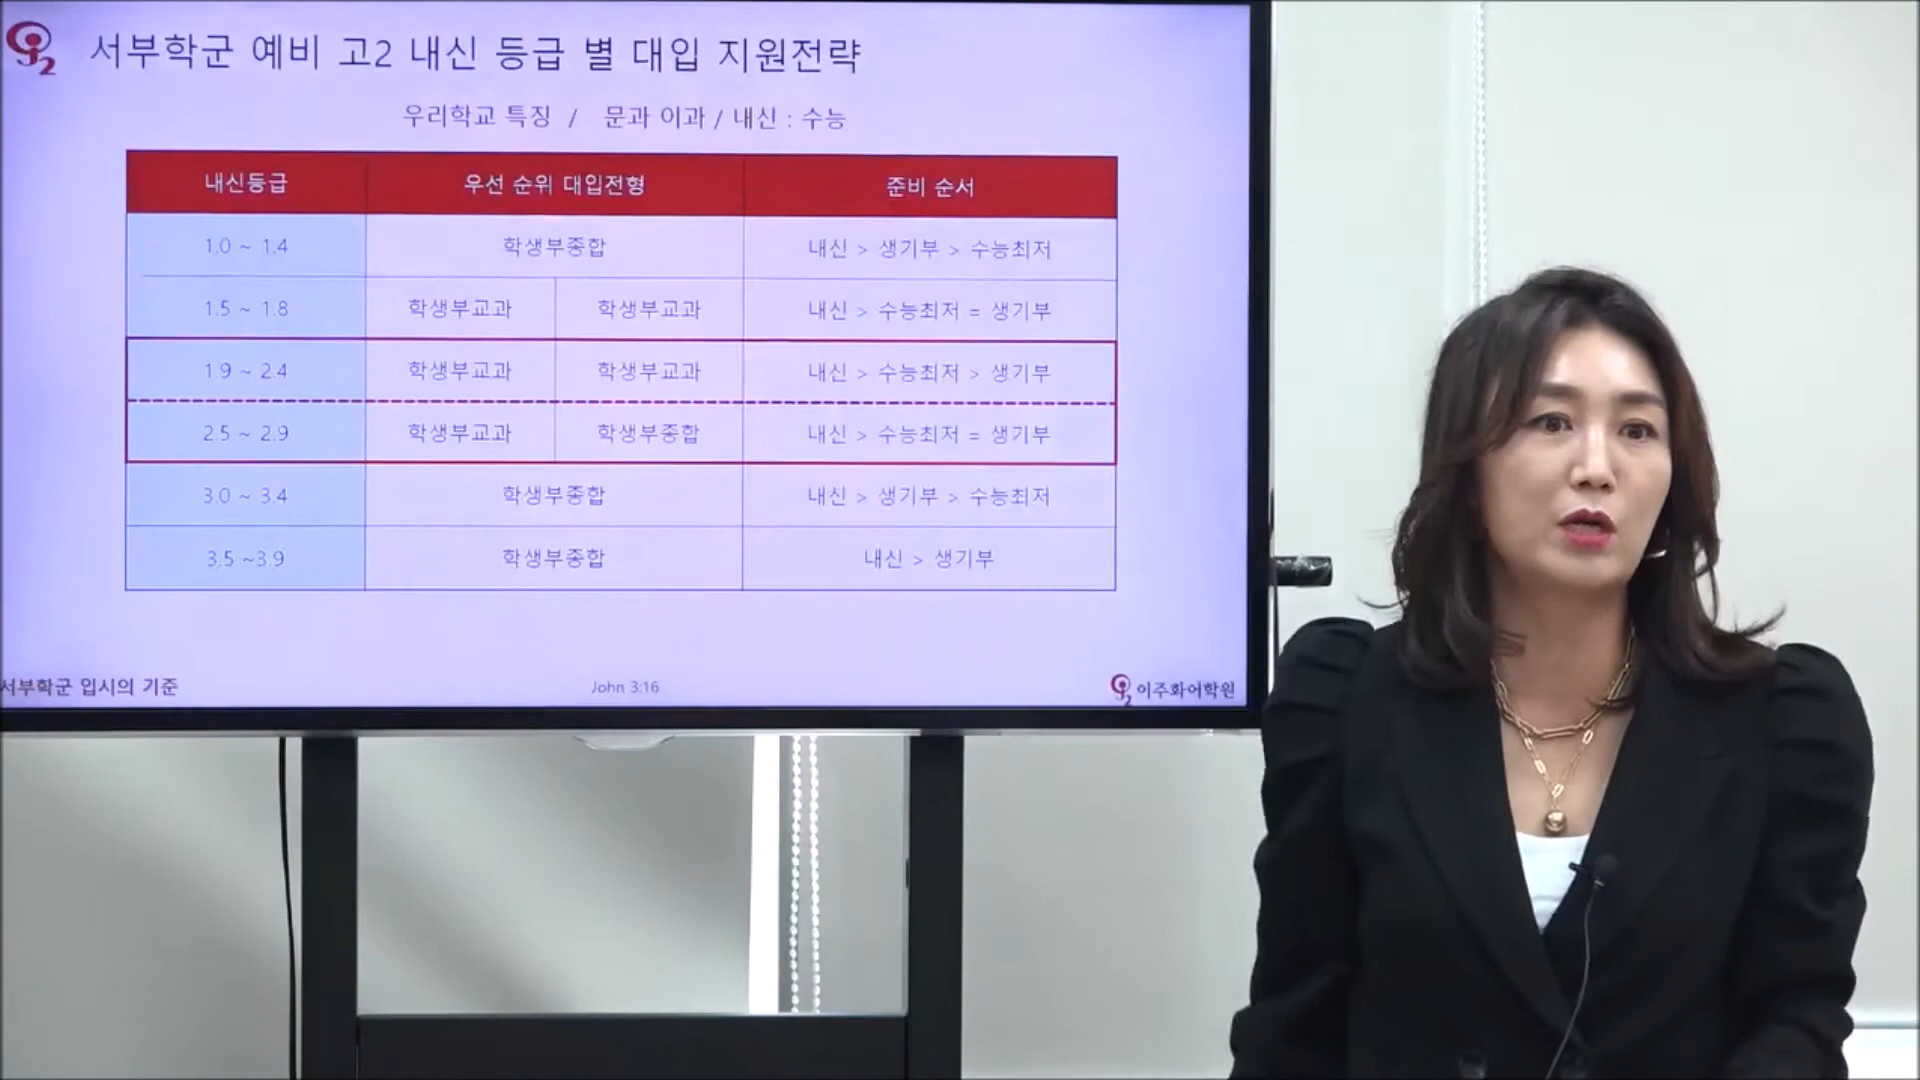 서부학군 예비 고2 내신 등급 별 대입 지원전략
우리학교 특징 / 문과 이과 / 내신 : 수능
내신등급 우선 순위 대입전형 준비 순서
1.0 ~ 1.4 학생부종합 내신 > 생기부 > 수능최저
1.5 ~ 1.8 학생부교과 학생부교과 내신 > 수능최저 = 생기부
1.9 ~ 2.4 학생부교과 학생부교과 내신 > 수능최저 > 생기부
2.5 ~ 2.9 학생부교과 학생부종합 내신 > 수능최저 = 생기부
3.0 ~ 3.4 학생부종합 내신 > 생기부 > 수능최저
3.5 ~3.9 학생부종합 내신 > 생기부
서부학군 입시의 기준 John 3:16 이주화어학원